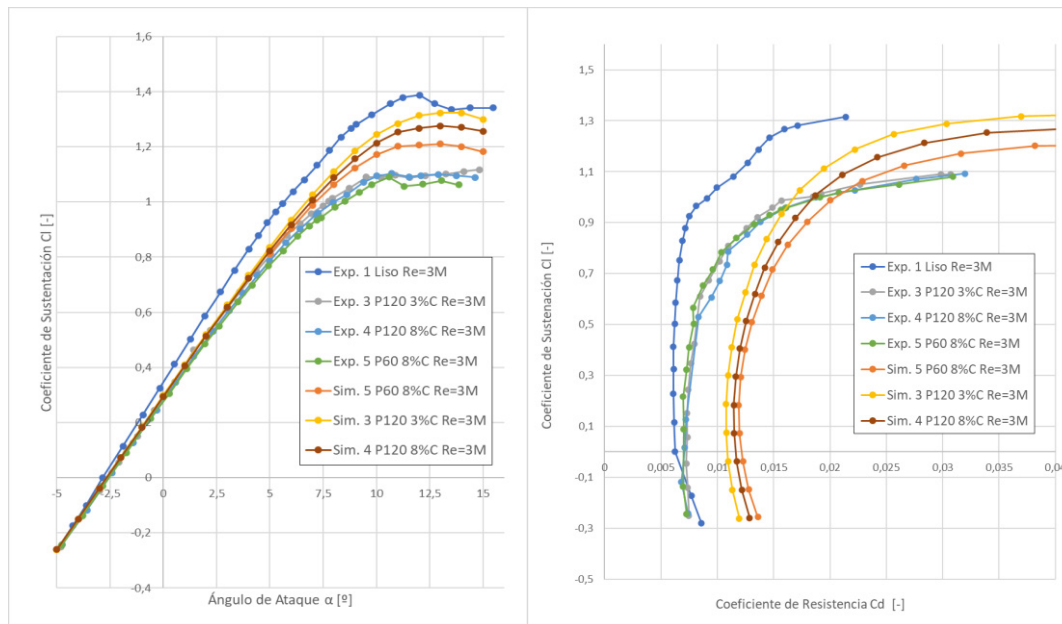 1,6
1,4
1,2
1
0,8
0,6
0,4
0,2
0
-0,2
-0,4
-5
-2,5
0
2,5
5
7,5
10
12,5
15
Coeficiente de Sustentación Cl [-]
Ángulo de Ataque α [º]
Exp. 1 Liso Re=3M
Exp. 3 P120 3%C Re=3M
Exp. 4 P120 8%C Re=3M
Exp. 5 P60 8%C Re=3M
Sim. 5 P60 8%C Re=3M
Sim. 3 P120 3%C Re=3M
Sim. 4 P120 8%C Re=3M
1,5
1,3
1,1
0,9
0,7
0,5
0,3
0,1
-0,1
-0,3
-0,5
0
0,005
0,01
0,015
0,02
0,025
0,03
0,035
0,04
Coeficiente de Sustenación Cl [-]
Coeficiente de Resistencia Cd [-]
Exp. 1 Liso Re=3M
Exp. 3 P120 3%C Re=3M
Exp. 4 P120 8%C Re=3M
Exp. 5 P60 8%C Re=3M
Sim. 5 P60 8%C Re=3M
Sim. 3 P120 3%C Re=3M
Sim. 4 P120 8%C Re=3M